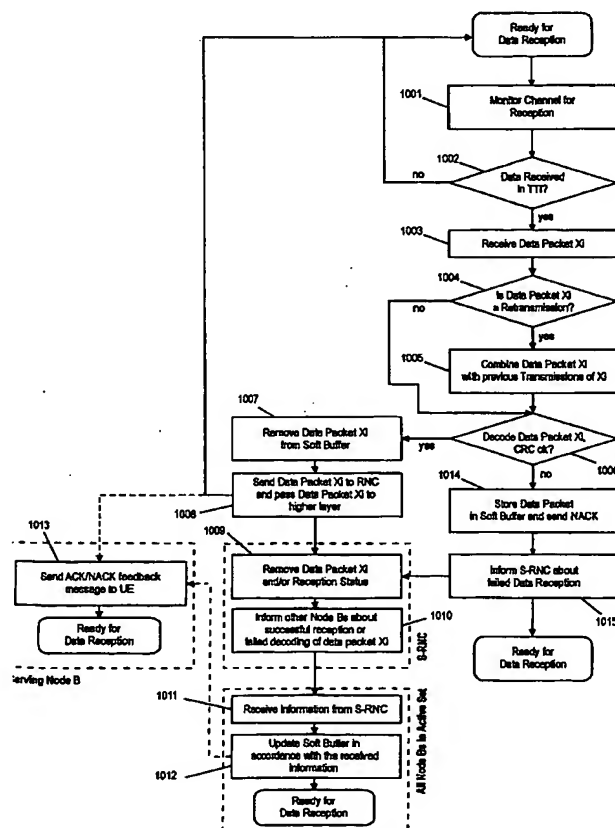 Ready for
Data Reception
1001
Monitor Channel for
Reception
1002
no
Data Received
in TTI?
yes
1003
Receive Data Packet XI
1004
Is Data Packet XI
a Retransmission?
no
yes
1005
Combine Data Packet XI
with previous Transmissions of XI
1007
Remove Data Packet XI
from Soft Buffer
yes
Decode Data Packet XI,
CRC ok?
no
1014
1008
Send Data Packet XI to RNC
and pass Data Packet XI to
higher layer
Store Data Packet
in Soft Buffer and send NACK
1013
1009
Send ACK/NACK feedback
message to UE
Remove Data Packet XI
and/or Reception Status
Inform S-RNC about
failed Data Reception
1015
Ready for
Data Reception
Inform other Node Bs about
successful reception or
failed decoding of data packet XI
1010
S-RNC
Ready for
Data Reception
erving Node B
1011
Receive Information from S-RNC
1012
Update Soft Buffer in
accordance with the received
information
All Node Bs in Active Set
Ready for
Data Reception